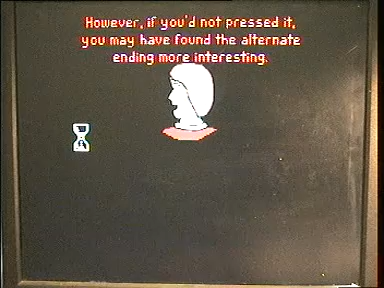 However, if you'd not pressed it,
you may have found the alternate
ending more interesting.